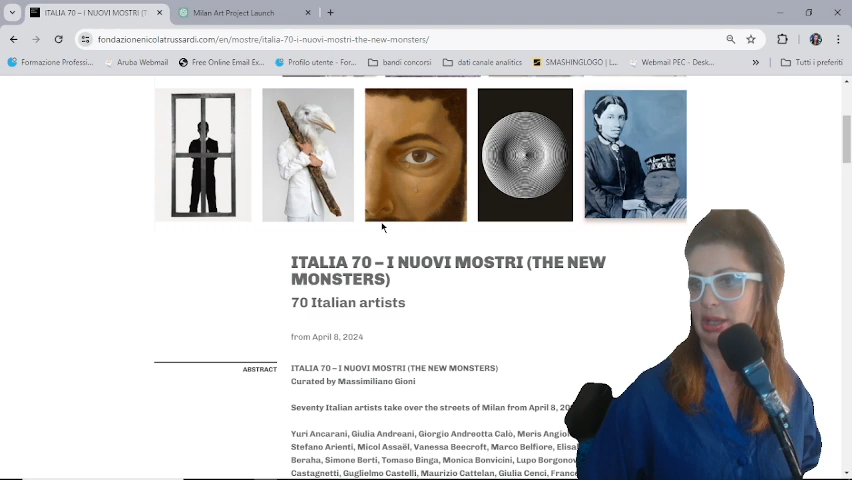 ITALIA 70 – I NUOVI MOSTRI (T
Milan Art Project Launch
fondazionenicolatrussardi.com/en/mostre/italia-70-i-nuovi-mostri-the-new-monsters/
Formazione Professi... Aruba Webmail Free Online Email Ex... Profilo utente - For... bandi concorsi dati canale analitics SMASHINGLOGO | L... Webmail PEC - Desk... » Tutti i preferiti
ITALIA 70 – I NUOVI MOSTRI (THE NEW
MONSTERS)
70 Italian artists
from April 8, 2024
ABSTRACT
ITALIA 70 – I NUOVI MOSTRI (THE NEW MONSTERS)
Curated by Massimiliano Gioni
Seventy Italian artists take over the streets of Milan from April 8, 20
Yuri Ancarani, Giulia Andreani, Giorgio Andreotta Calò, Meris Angio
Stefano Arienti, Micol Assaël, Vanessa Beecroft, Marco Belfiore, Elisa
Beraha, Simone Berti, Tomaso Binga, Monica Bonvicini, Lupo Borgonov
Castagnetti, Guglielmo Castelli, Maurizio Cattelan, Giulia Cenci, Franc